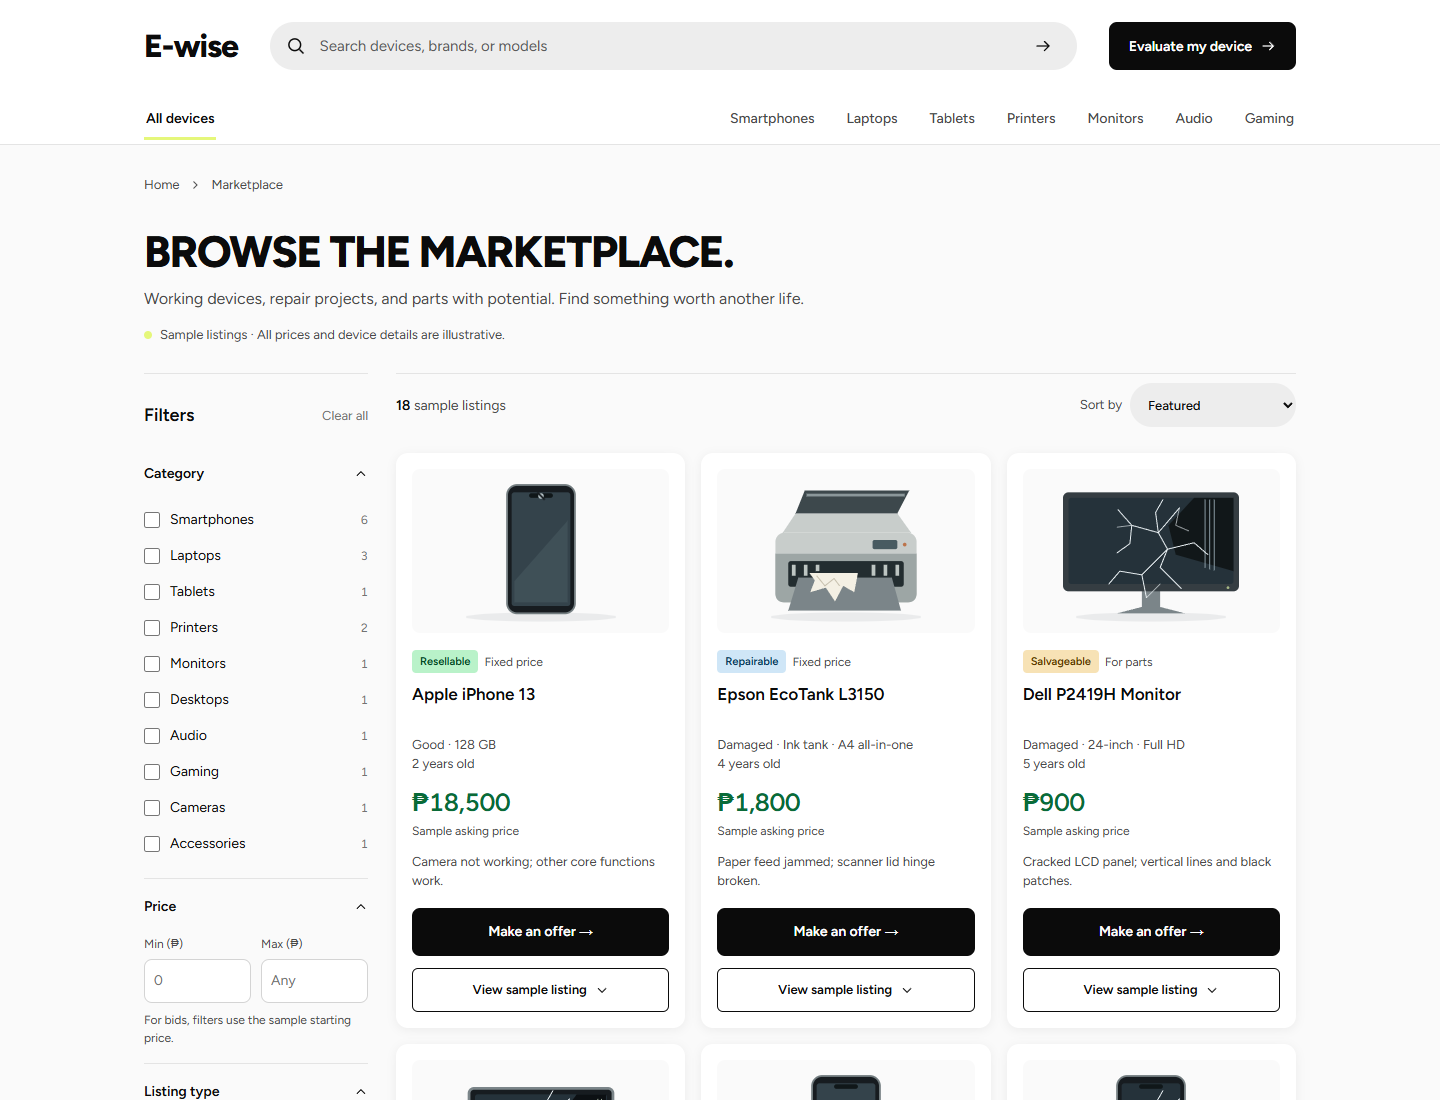 E-wise
Search devices, brands, or models
Evaluate my device →
All devices
Smartphones
Laptops
Tablets
Printers
Monitors
Audio
Gaming
Home > Marketplace
BROWSE THE MARKETPLACE.
Working devices, repair projects, and parts with potential. Find something worth another life.
Sample listings · All prices and device details are illustrative.
Filters
Clear all
Category
Smartphones 6
Laptops 3
Tablets 1
Printers 2
Monitors 1
Desktops 1
Audio 1
Gaming 1
Cameras 1
Accessories 1
Price
Min (₱)
Max (₱)
0
Any
For bids, filters use the sample starting
price.
Listing type
18 sample listings
Sort by
Featured
Resellable
Fixed price
Apple iPhone 13
Good · 128 GB
2 years old
₱18,500
Sample asking price
Camera not working; other core functions
work.
Make an offer →
View sample listing
Repairable
Fixed price
Epson EcoTank L3150
Damaged · Ink tank · A4 all-in-one
4 years old
₱1,800
Sample asking price
Paper feed jammed; scanner lid hinge
broken.
Make an offer →
View sample listing
Salvageable
For parts
Dell P2419H Monitor
Damaged · 24-inch · Full HD
5 years old
₱900
Sample asking price
Cracked LCD panel; vertical lines and black
patches.
Make an offer →
View sample listing